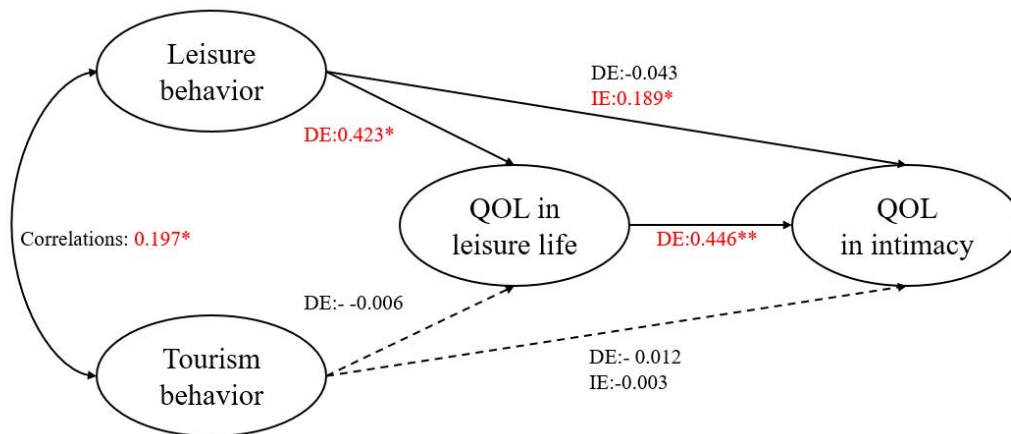 Leisure
behavior
DE:-0.043
IE:0.189*
DE:0.423*
QOL in
leisure life
QOL
in intimacy
Correlations: 0.197*
DE:0.446**
DE:- -0.006
Tourism
behavior
DE:- 0.012
IE:-0.003